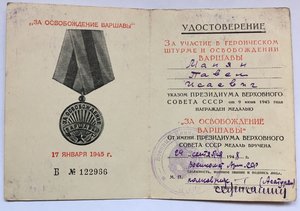 „ЗА ОСВОБОЖДЕНИЕ ВАРШАВЫ"
17 ЯНВАРЯ 1945 г.
Б № 122936
УДОСТОВЕРЕНИЕ
ЗА УЧАСТИЕ В ГЕРОИЧЕСКОМ
ШТУРМЕ И ОСВОБОЖДЕНИИ
ВАРШАВЫ
Павел
Исаевич
УКАЗОМ ПРЕЗИДИУМА ВЕРХОВНОГО
СОВЕТА СССР от 9 июня 1945 года
НАГРАЖДЕН МЕДАЛЬЮ
„ЗА ОСВОБОЖДЕНИЕ
ВАРШАВЫ"
ОТ ИМЕНИ ПРЕЗИДИУМА ВЕРХОВНОГО
СОВЕТА СССР МЕДАЛЬ ВРУЧЕНА
194
М. П.